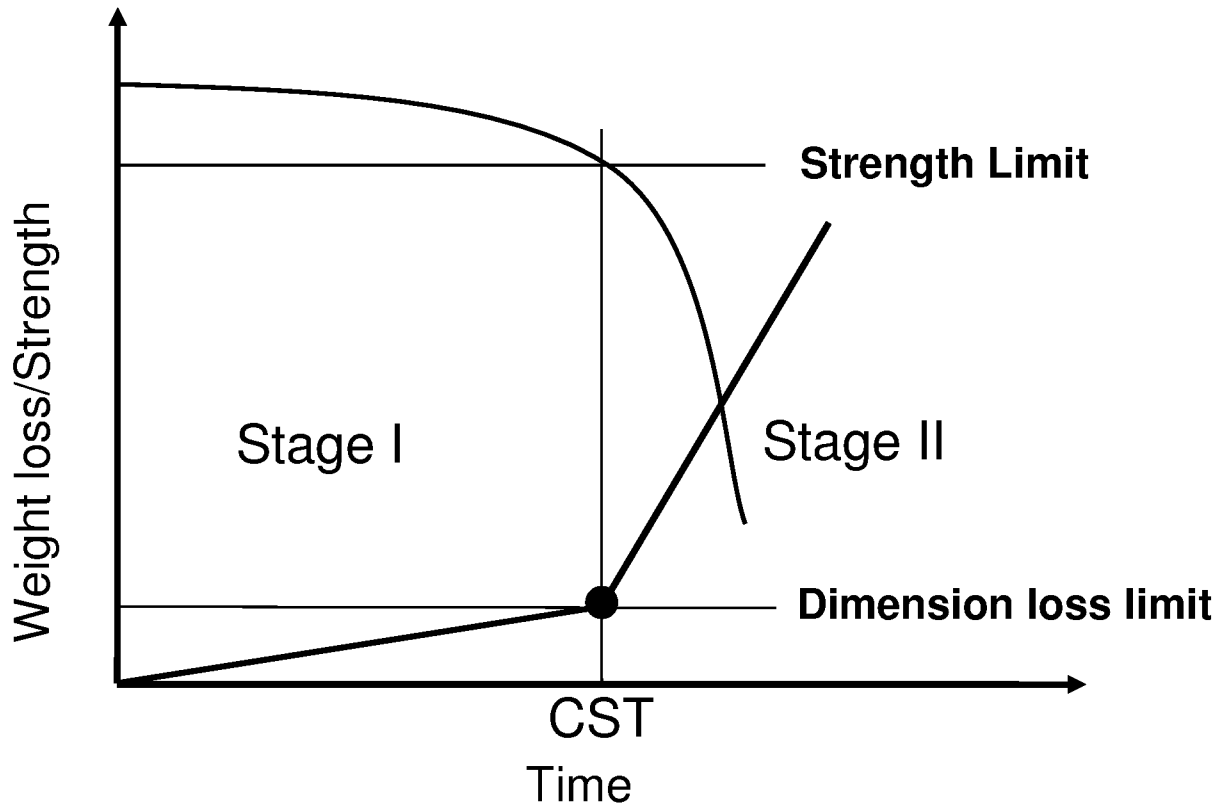 Weight loss/Strength
Strength Limit
Stage I
Stage II
Dimension loss limit
CST
Time